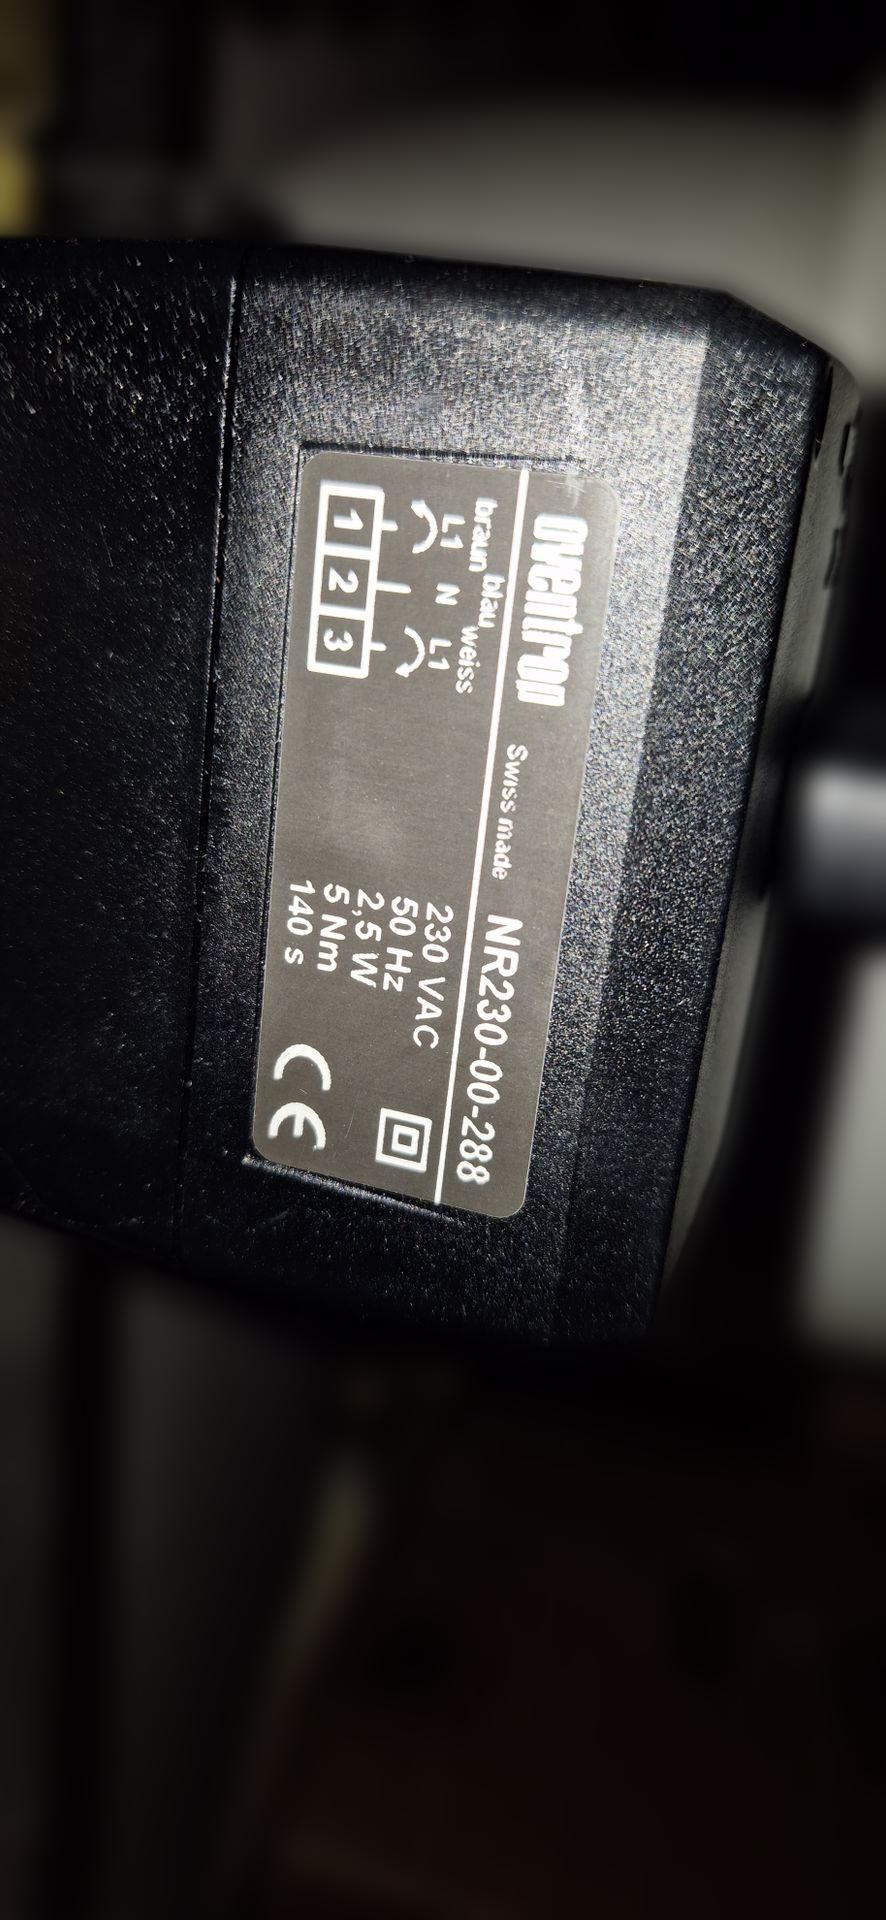 oventrop Swiss made NR230-00-288
braun blau weiss
L1 N L1
1 2 3
230 VAC
50 Hz
2,5 W
5 Nm
140 s
CE